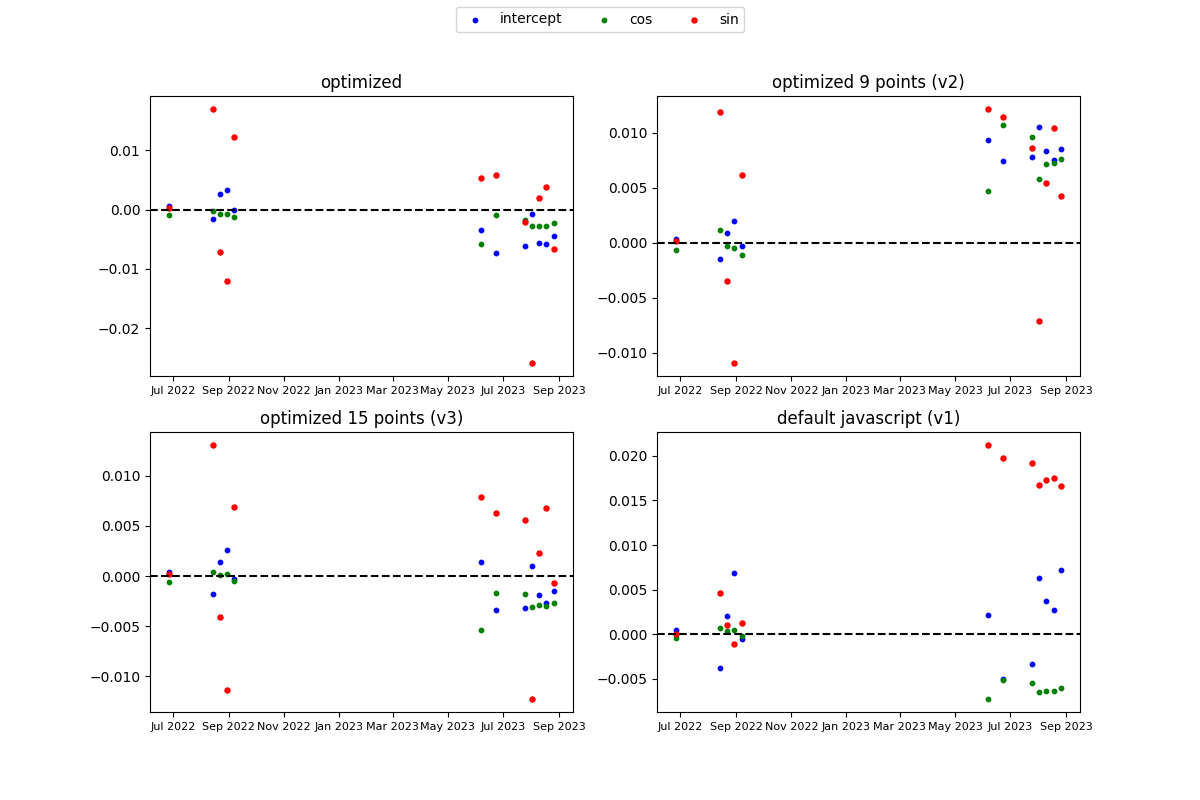 intercept cos sin
optimized
0.01
0.00
−0.01
−0.02
Jul 2022 Sep 2022 Nov 2022 Jan 2023 Mar 2023 May 2023 Jul 2023 Sep 2023
optimized 9 points (v2)
0.010
0.005
0.000
−0.005
−0.010
Jul 2022 Sep 2022 Nov 2022 Jan 2023 Mar 2023 May 2023 Jul 2023 Sep 2023
optimized 15 points (v3)
0.010
0.005
0.000
−0.005
−0.010
Jul 2022 Sep 2022 Nov 2022 Jan 2023 Mar 2023 May 2023 Jul 2023 Sep 2023
default javascript (v1)
0.020
0.015
0.010
0.005
0.000
−0.005
Jul 2022 Sep 2022 Nov 2022 Jan 2023 Mar 2023 May 2023 Jul 2023 Sep 2023